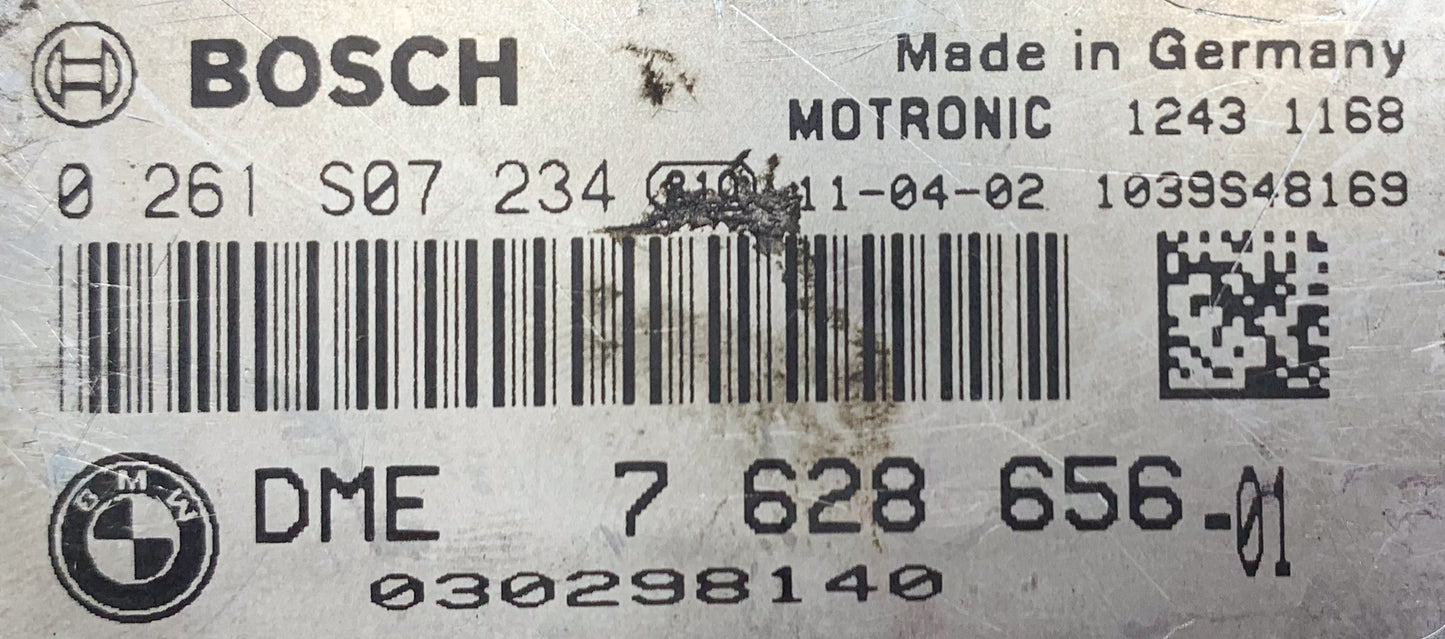 BOSCH
Made in Germany
MOTRONIC 1243 1168
0 261 S07 234 11-04-02 1039S48169
BMW
DME 7 628 656-01
030298140